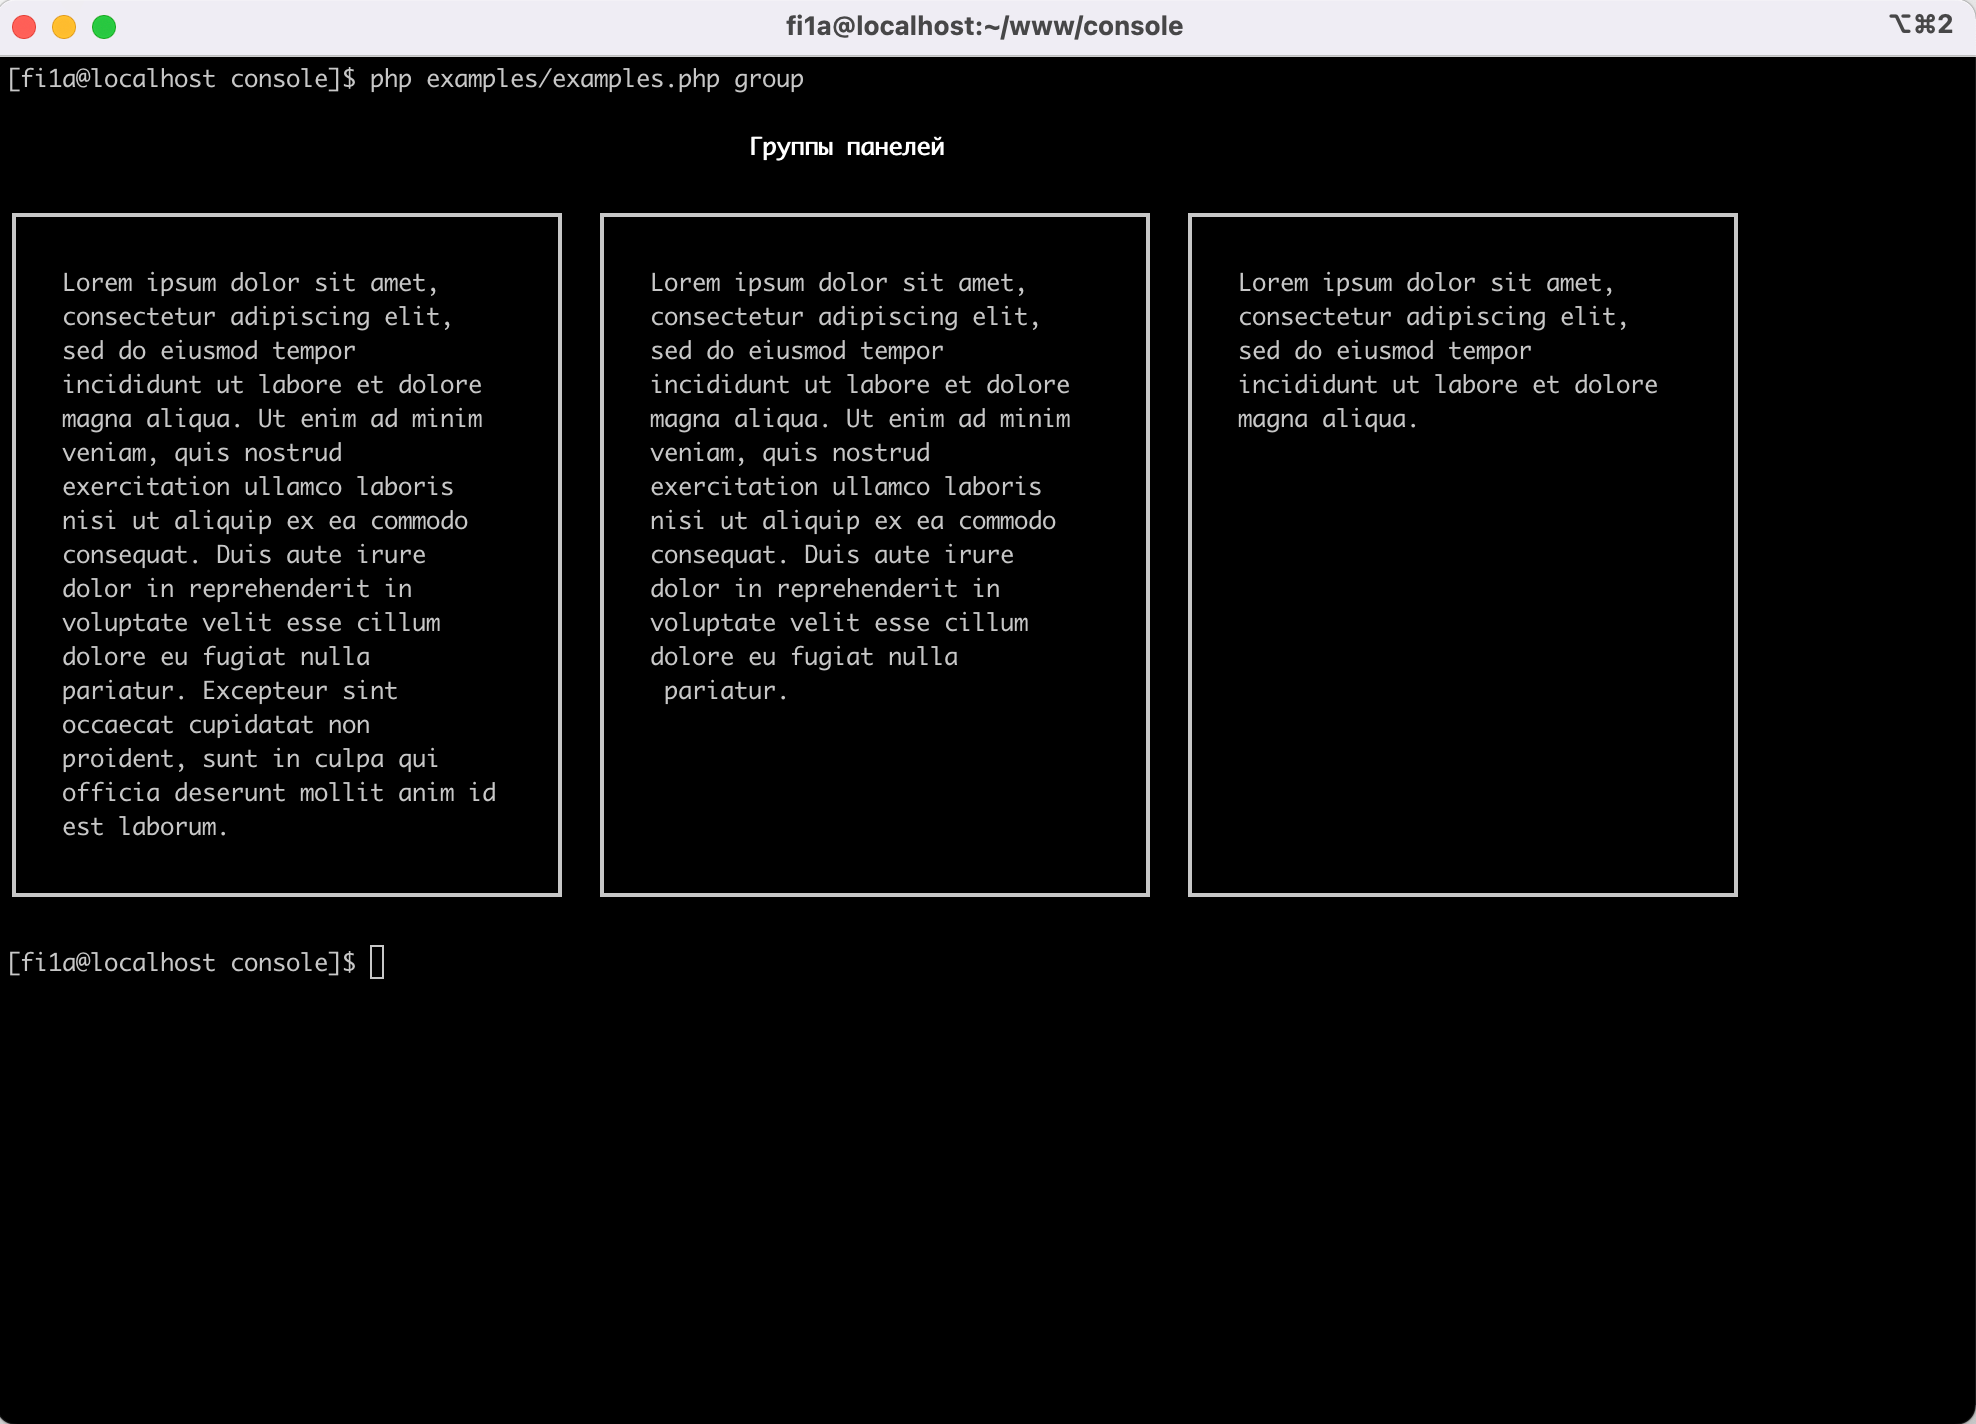 fi1a@localhost:~/www/console
⌥⌘2
[fi1a@localhost console]$ php examples/examples.php group
Группы панелей
Lorem ipsum dolor sit amet,
consectetur adipiscing elit,
sed do eiusmod tempor
incididunt ut labore et dolore
magna aliqua. Ut enim ad minim
veniam, quis nostrud
exercitation ullamco laboris
nisi ut aliquip ex ea commodo
consequat. Duis aute irure
dolor in reprehenderit in
voluptate velit esse cillum
dolore eu fugiat nulla
pariatur. Excepteur sint
occaecat cupidatat non
proident, sunt in culpa qui
officia deserunt mollit anim id
est laborum.
Lorem ipsum dolor sit amet,
consectetur adipiscing elit,
sed do eiusmod tempor
incididunt ut labore et dolore
magna aliqua. Ut enim ad minim
veniam, quis nostrud
exercitation ullamco laboris
nisi ut aliquip ex ea commodo
consequat. Duis aute irure
dolor in reprehenderit in
voluptate velit esse cillum
dolore eu fugiat nulla
pariatur.
Lorem ipsum dolor sit amet,
consectetur adipiscing elit,
sed do eiusmod tempor
incididunt ut labore et dolore
magna aliqua.
[fi1a@localhost console]$